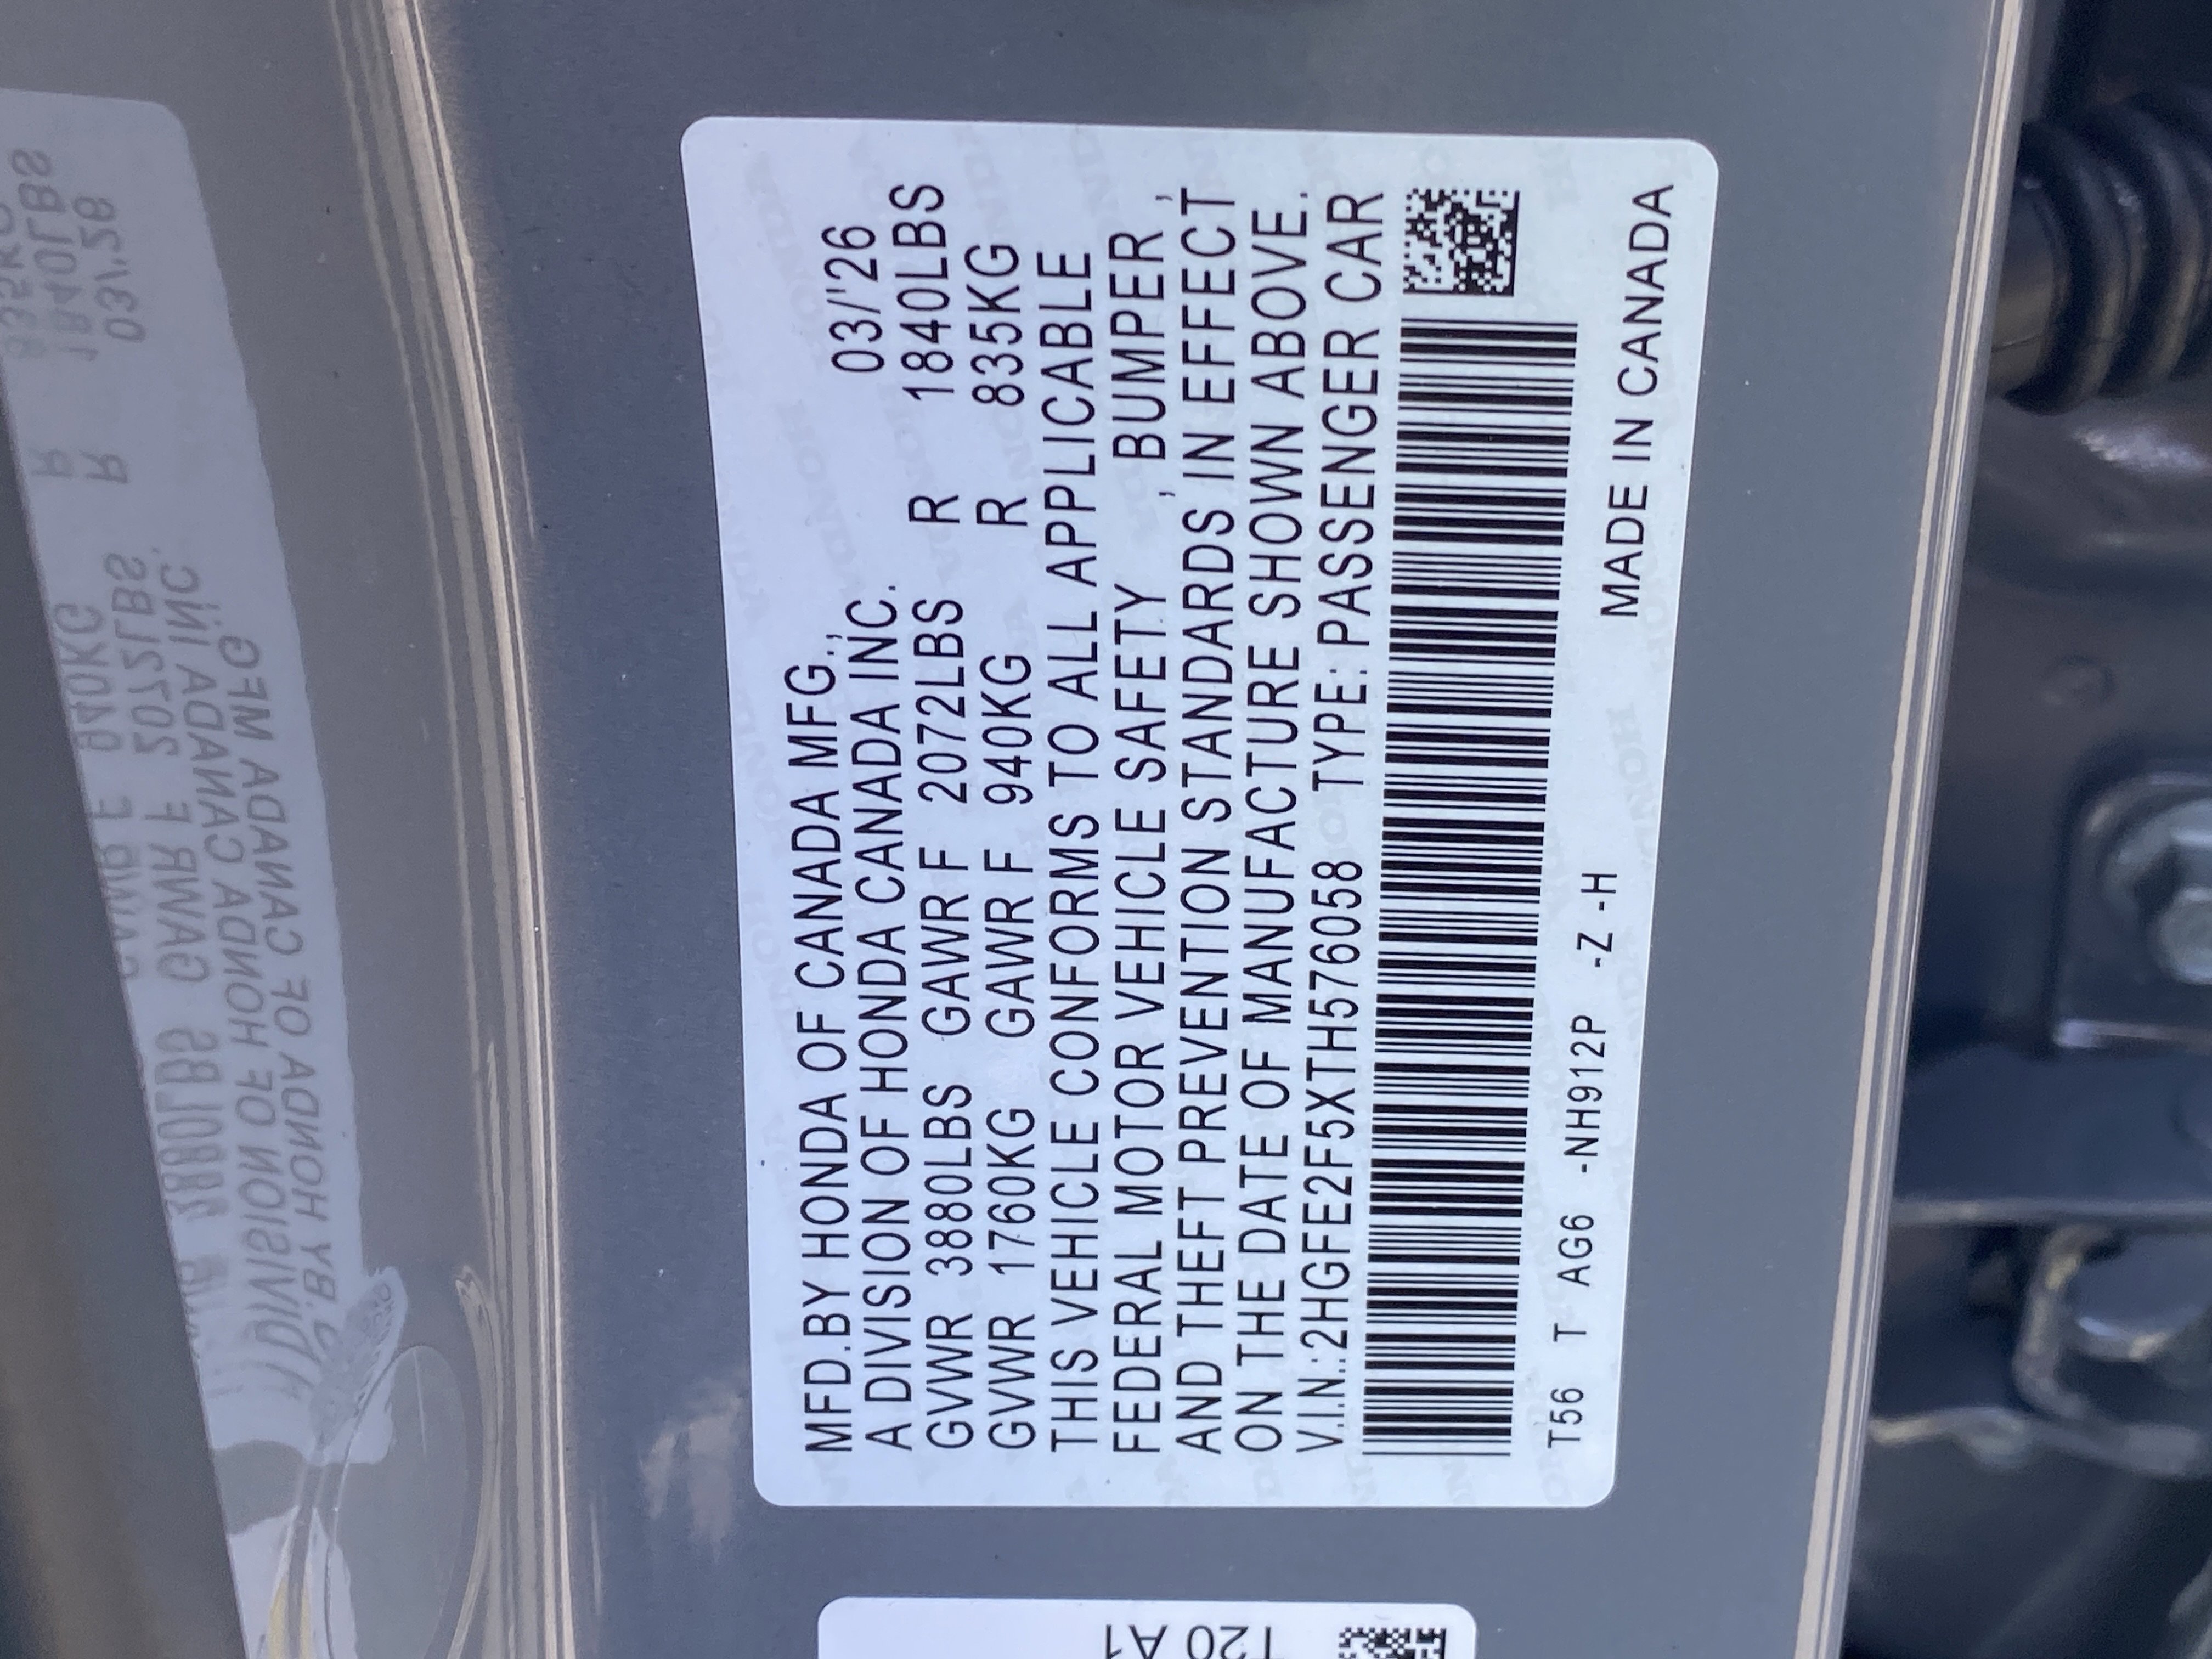 MFD.BY HONDA OF CANADA MFG.,
A DIVISION OF HONDA CANADA INC. 03/'26
GVWR 3880LBS GAWR F 2072LBS R 1840LBS
GVWR 1760KG GAWR F 940KG R 835KG
THIS VEHICLE CONFORMS TO ALL APPLICABLE
FEDERAL MOTOR VEHICLE SAFETY , BUMPER ,
AND THEFT PREVENTION STANDARDS IN EFFECT
ON THE DATE OF MANUFACTURE SHOWN ABOVE.
V.I.N.:2HGFE2F5XTH576058 TYPE: PASSENGER CAR
T56 T AG6 -NH912P -Z -H MADE IN CANADA
T20 A1